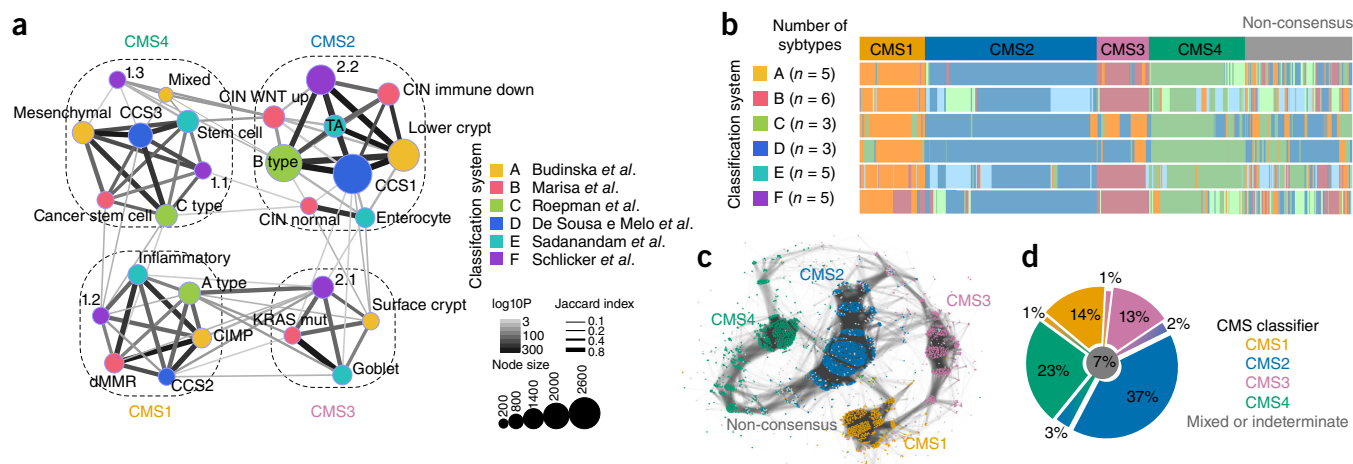 a
CMS4
CMS2
1.3
Mixed
2.2
CIN WNT up
CIN immune down
Mesenchymal
CCS3
Stem cell
TA
Lower crypt
B type
CCS1
1.1
Cancer stem cell
C type
CIN normal
Enterocyte
Inflammatory
A type
2.1
Surface crypt
1.2
CIMP
KRAS mut
dMMR
CCS2
Goblet
CMS1
CMS3
Classifcation system
A Budinska et al.
B Marisa et al.
C Roepman et al.
D De Sousa e Melo et al.
E Sadanandam et al.
F Schlicker et al.
log10P
3
100
300
Jaccard index
0.1
0.2
0.4
0.8
Node size
200
800
1400
2000
2600
b
Non-consensus
Number of
sybtypes
CMS1
CMS2
CMS3
CMS4
Classification system
A (n = 5)
B (n = 6)
C (n = 3)
D (n = 3)
E (n = 5)
F (n = 5)
c
CMS2
CMS3
CMS4
Non-consensus
CMS1
d
1%
1%
14%
13%
2%
7%
23%
37%
3%
CMS classifier
CMS1
CMS2
CMS3
CMS4
Mixed or indeterminate